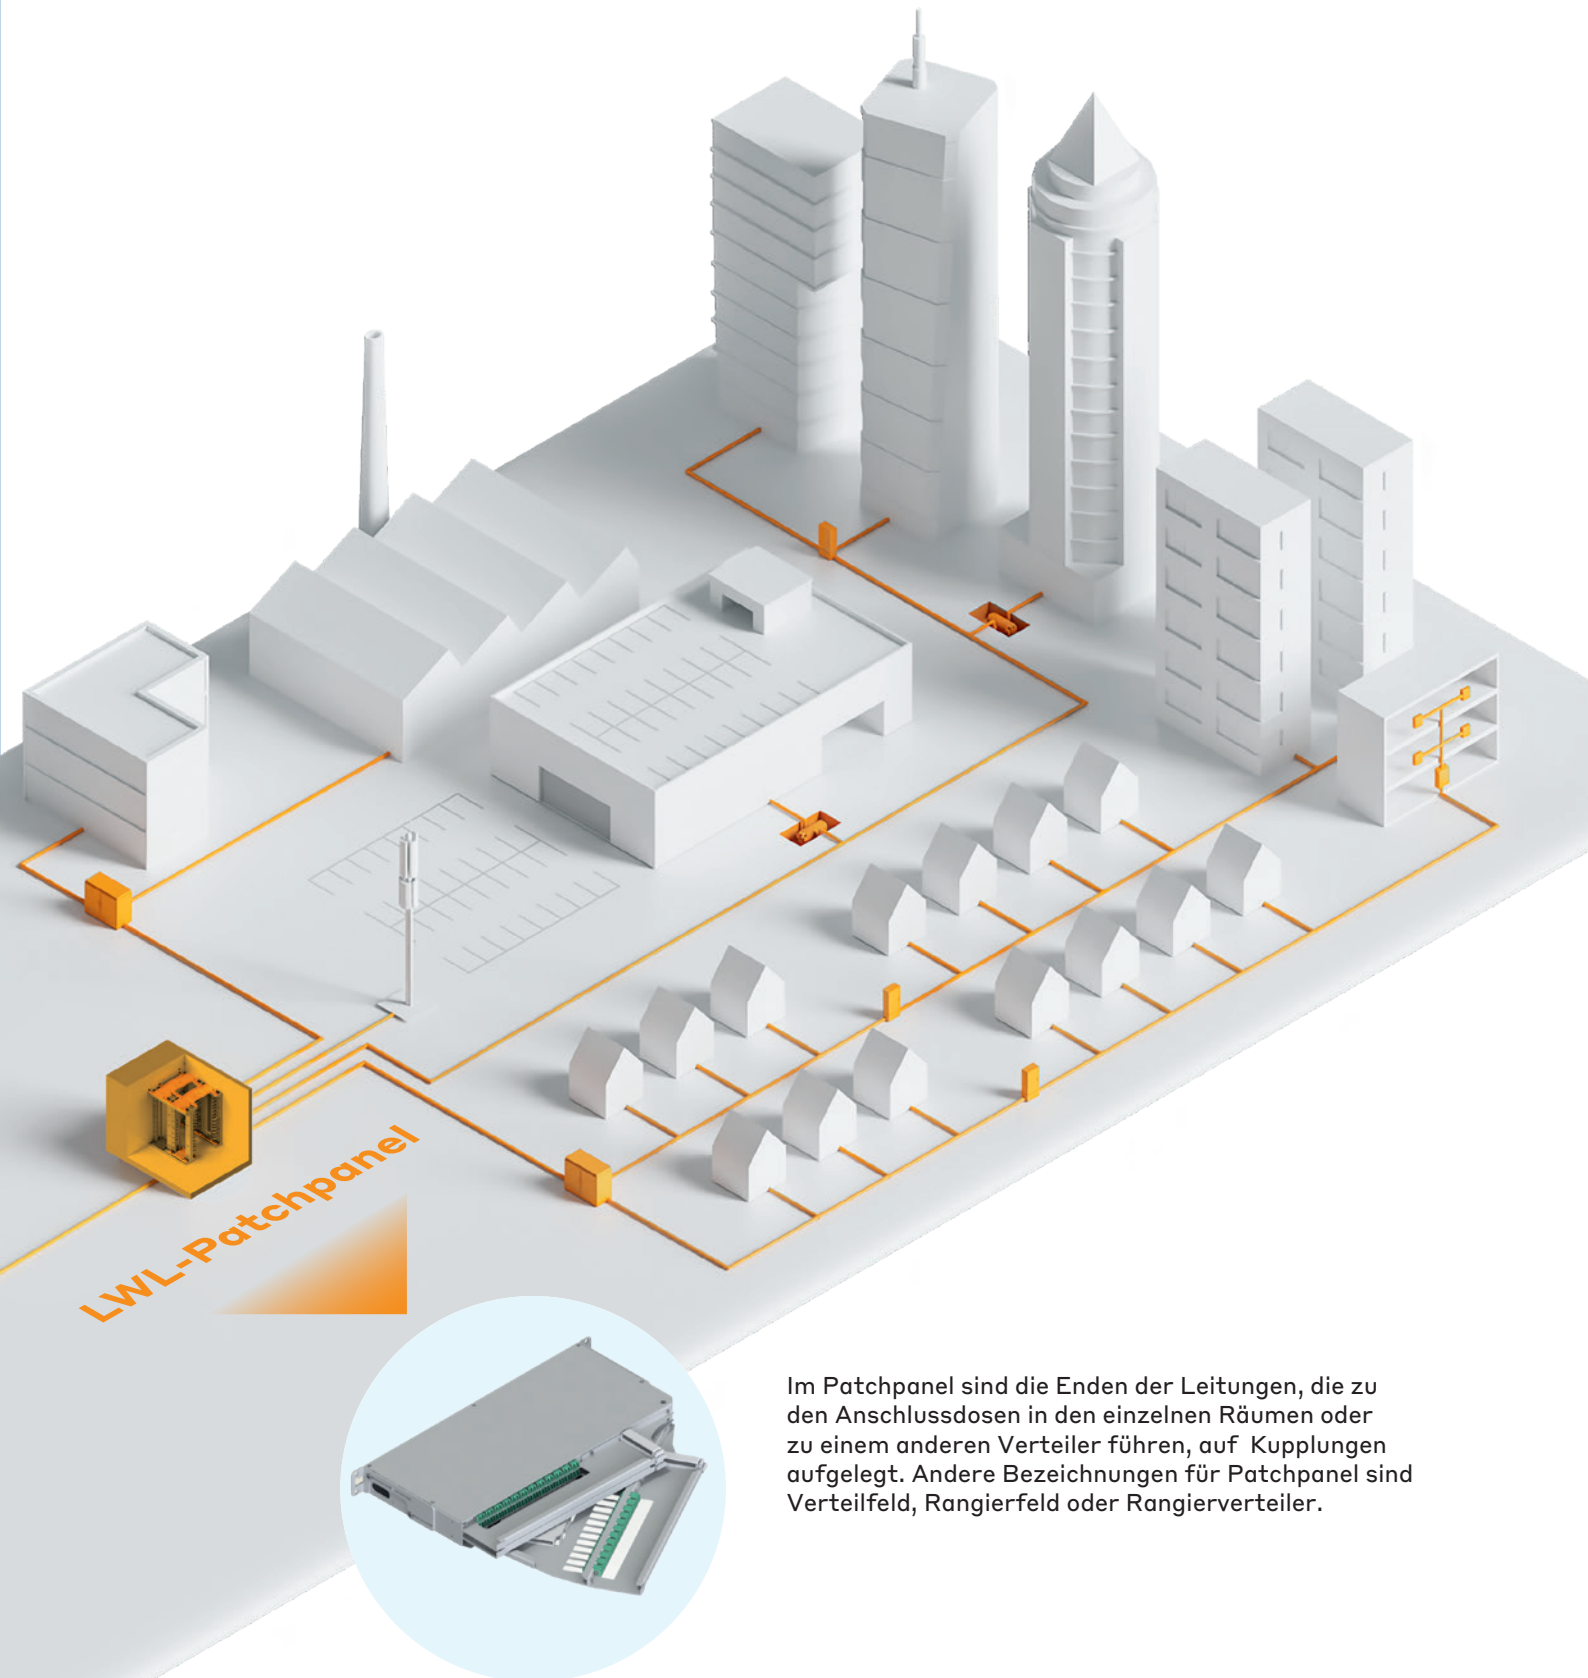 LWL-Patchpanel
Im Patchpanel sind die Enden der Leitungen, die zu
den Anschlussdosen in den einzelnen Räumen oder
zu einem anderen Verteiler führen, auf Kupplungen
aufgelegt. Andere Bezeichnungen für Patchpanel sind
Verteilfeld, Rangierfeld oder Rangierverteiler.